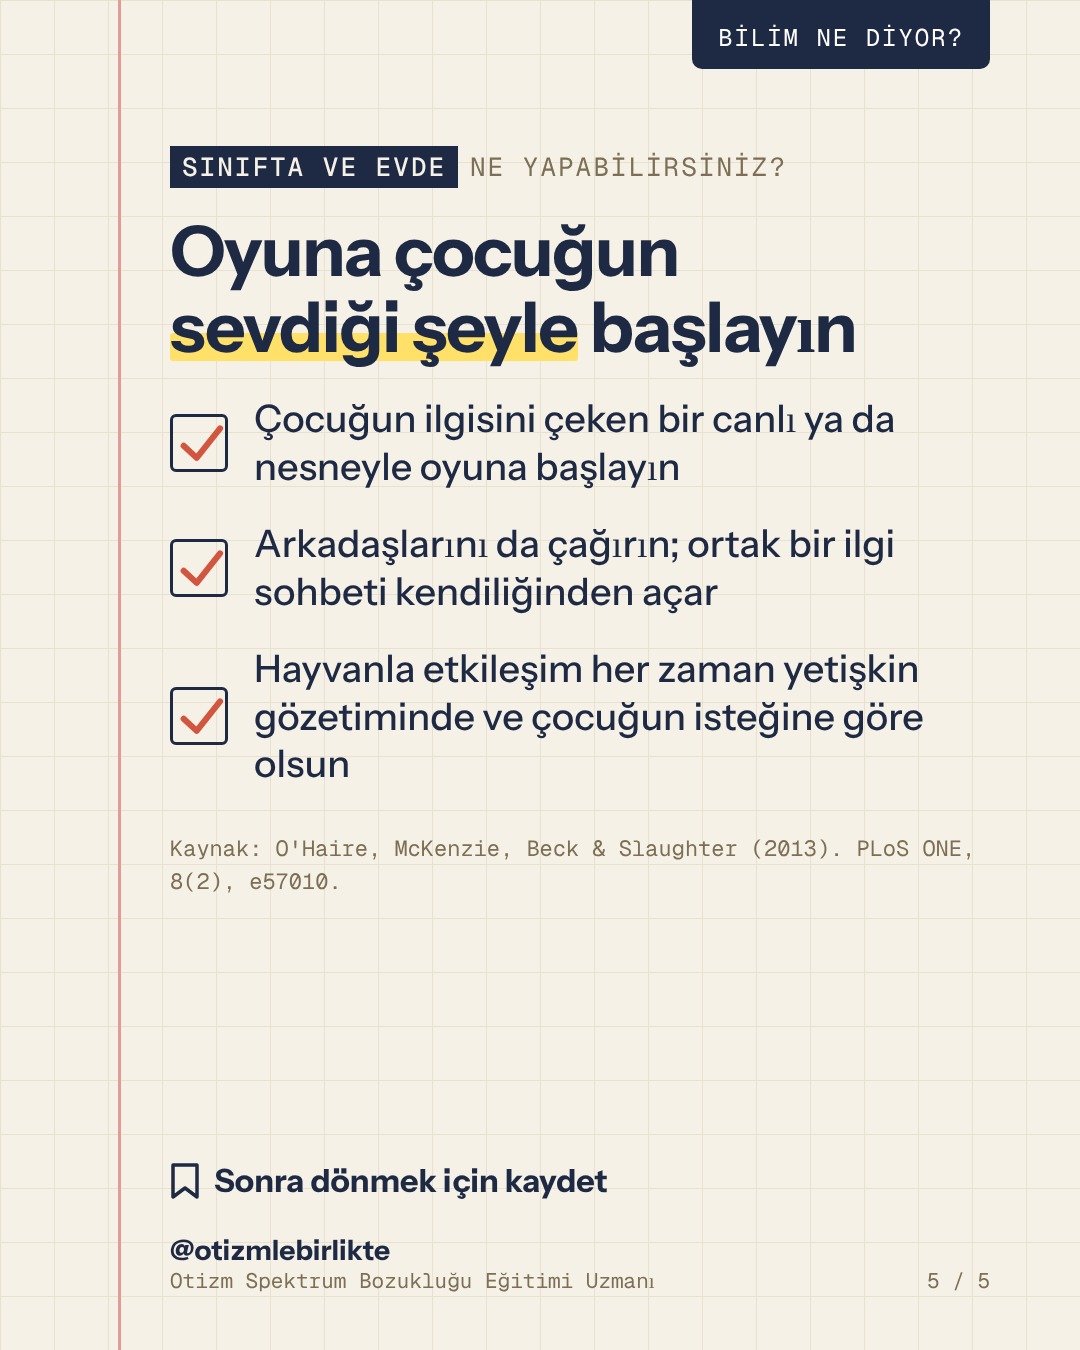 BİLİM NE DİYOR?
SINIFTA VE EVDE NE YAPABİLİRSİNİZ?
Oyuna çocuğun
sevdiği şeyle başlayın
Çocuğun ilgisini çeken bir canlı ya da
nesneyle oyuna başlayın
Arkadaşlarını da çağırın; ortak bir ilgi
sohbeti kendiliğinden açar
Hayvanla etkileşim her zaman yetişkin
gözetiminde ve çocuğun isteğine göre
olsun
Kaynak: O'Haire, McKenzie, Beck & Slaughter (2013). PLoS ONE,
8(2), e57010.
Sonra dönmek için kaydet
@otizmlebirlikte
Otizm Spektrum Bozukluğu Eğitimi Uzmanı
5 / 5